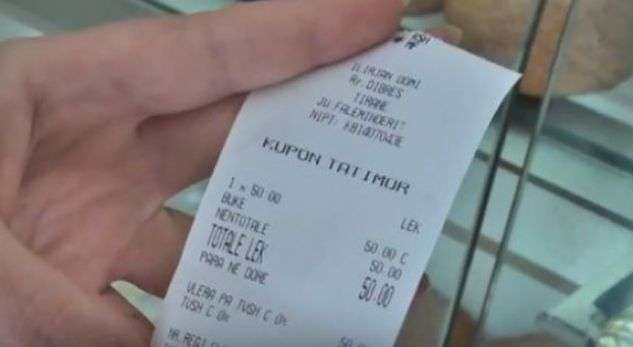 ILIRJAN DOMI
Rr. DIBRES
TIRANE
JU FALEMINDERIT
NIPT:
KUPON TATIMOR
LEK
1 x 50.00
BUKE 50.00 C
NENTOTALE 50.00
TOTALE LEK 50.00
PARA NE DORE
VLERA PA TVSH C 0%
TVSH C 0%